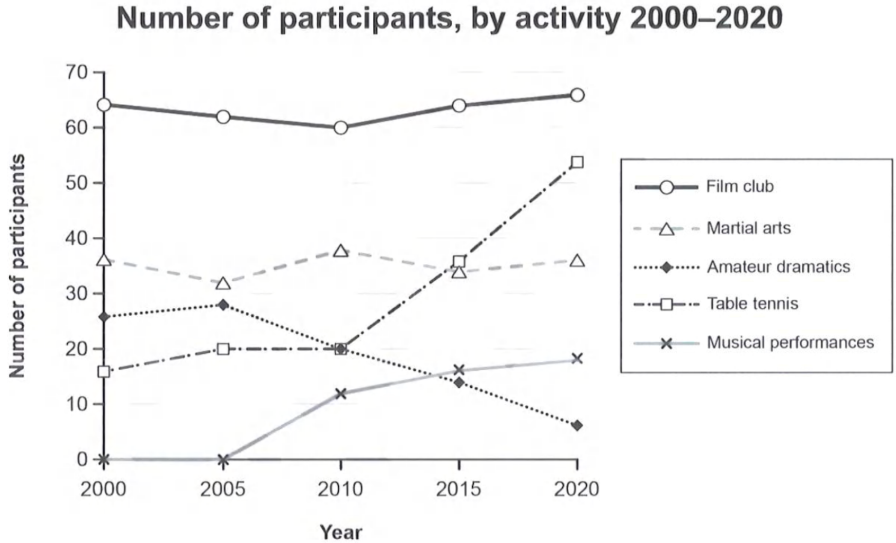 Number of participants, by activity 2000–2020
Number of participants
70
60
50
40
30
20
10
0
2000 2005 2010 2015 2020
Year
Film club
Martial arts
Amateur dramatics
Table tennis
Musical performances